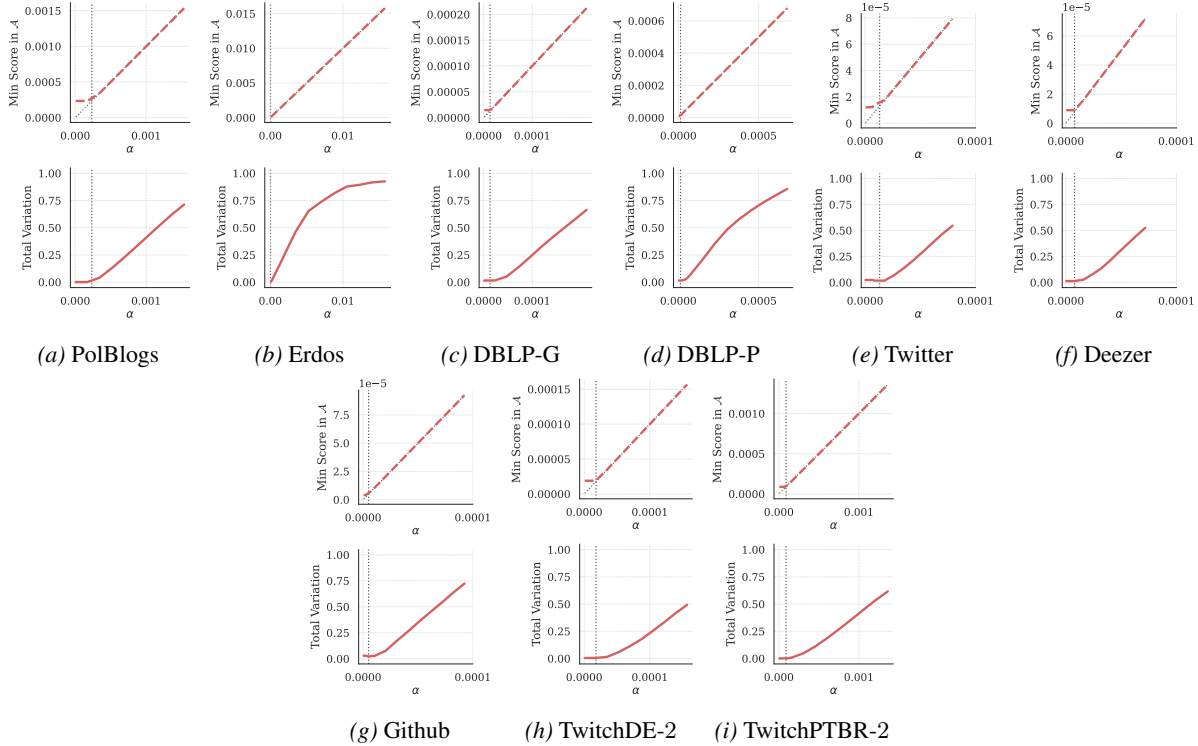 Min Score in 𝒜
0.0015
0.0010
0.0005
0.0000
0.000
0.001
α
Min Score in 𝒜
0.015
0.010
0.005
0.000
0.00
0.01
α
Min Score in 𝒜
0.00020
0.00015
0.00010
0.00005
0.00000
0.0000
0.0001
α
Min Score in 𝒜
0.0006
0.0004
0.0002
0.0000
0.0000
0.0005
α
Min Score in 𝒜
1e−5
8
6
4
2
0
0.0000
0.0001
α
Min Score in 𝒜
1e−5
6
4
2
0
0.0000
0.0001
α
Total Variation
1.00
0.75
0.50
0.25
0.00
0.000
0.001
α
Total Variation
1.00
0.75
0.50
0.25
0.00
0.00
0.01
α
Total Variation
1.00
0.75
0.50
0.25
0.00
0.0000
0.0001
α
Total Variation
1.00
0.75
0.50
0.25
0.00
0.0000
0.0005
α
Total Variation
1.00
0.75
0.50
0.25
0.00
0.0000
0.0001
α
Total Variation
1.00
0.75
0.50
0.25
0.00
0.0000
0.0001
α
(a) PolBlogs
(b) Erdos
(c) DBLP-G
(d) DBLP-P
(e) Twitter
(f) Deezer
Min Score in 𝒜
1e−5
7.5
5.0
2.5
0.0
0.0000
0.0001
α
Min Score in 𝒜
0.00015
0.00010
0.00005
0.00000
0.0000
0.0001
α
Min Score in 𝒜
0.0010
0.0005
0.0000
0.000
0.001
α
Total Variation
1.00
0.75
0.50
0.25
0.00
0.0000
0.0001
α
Total Variation
1.00
0.75
0.50
0.25
0.00
0.0000
0.0001
α
Total Variation
1.00
0.75
0.50
0.25
0.00
0.000
0.001
α
(g) Github
(h) TwitchDE-2
(i) TwitchPTBR-2